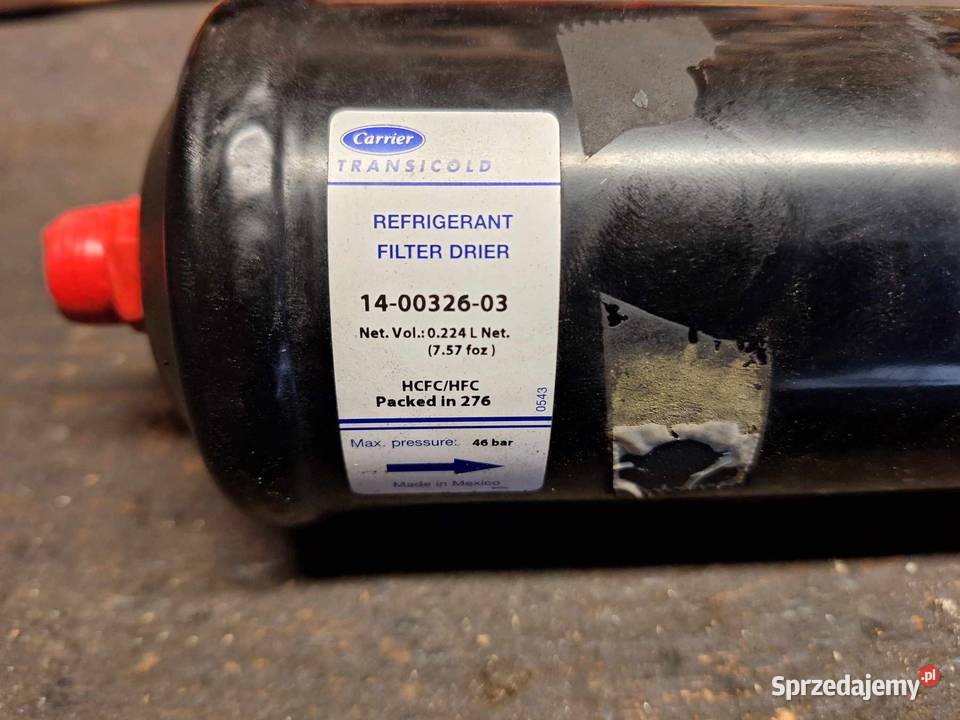 Carrier
TRANSICOLD
REFRIGERANT
FILTER DRIER
14-00326-03
Net. Vol.: 0.224 L Net.
(7.57 foz )
HCFC/HFC
Packed in 276
0543
Max. pressure: 46 bar
Made in Mexico
Sprzedajemy.pl